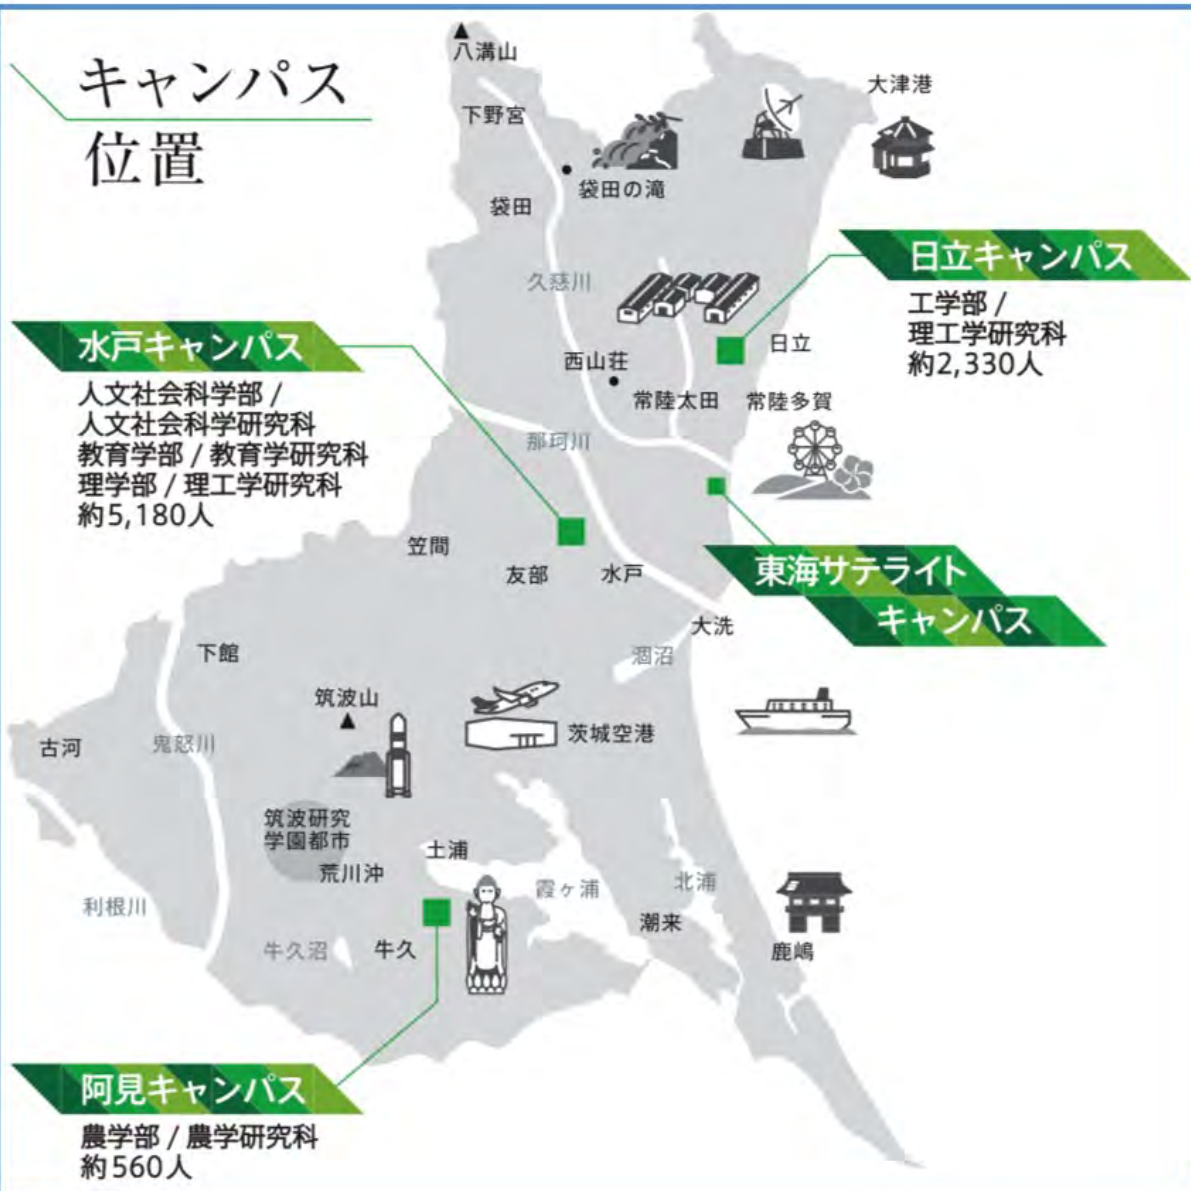 キャンパス
位置
八溝山
下野宮
大津港
袋田の滝
袋田
日立キャンパス
工学部 /
理工学研究科
約2,330人
久慈川
水戸キャンパス
人文社会科学部 /
人文社会科学研究科
教育学部 / 教育学研究科
理学部 / 理工学研究科
約5,180人
日立
西山荘
常陸太田
常陸多賀
那珂川
笠間
友部
水戸
東海サテライト
キャンパス
大洗
涸沼
下館
筑波山
茨城空港
古河
鬼怒川
筑波研究
学園都市
荒川沖
土浦
霞ヶ浦
北浦
利根川
潮来
牛久沼
牛久
鹿嶋
阿見キャンパス
農学部 / 農学研究科
約560人